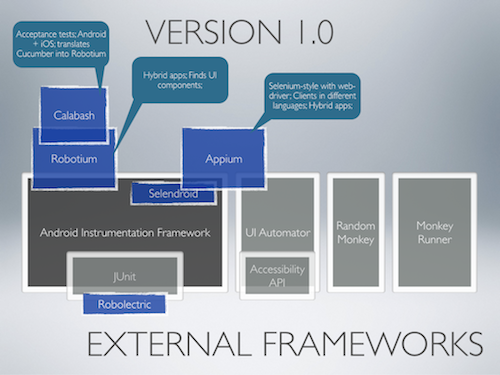 VERSION 1.0
Acceptance tests; Android
+ iOS; translates
Cucumber into Robotium
Hybrid apps; Finds UI
components;
Selenium-style with web-
driver; Clients in different
languages; Hybrid apps;
Calabash
Robotium
Appium
Selendroid
Android Instrumentation Framework
UI Automator
Random
Monkey
Monkey
Runner
JUnit
Accessibility
API
Robolectric
EXTERNAL FRAMEWORKS